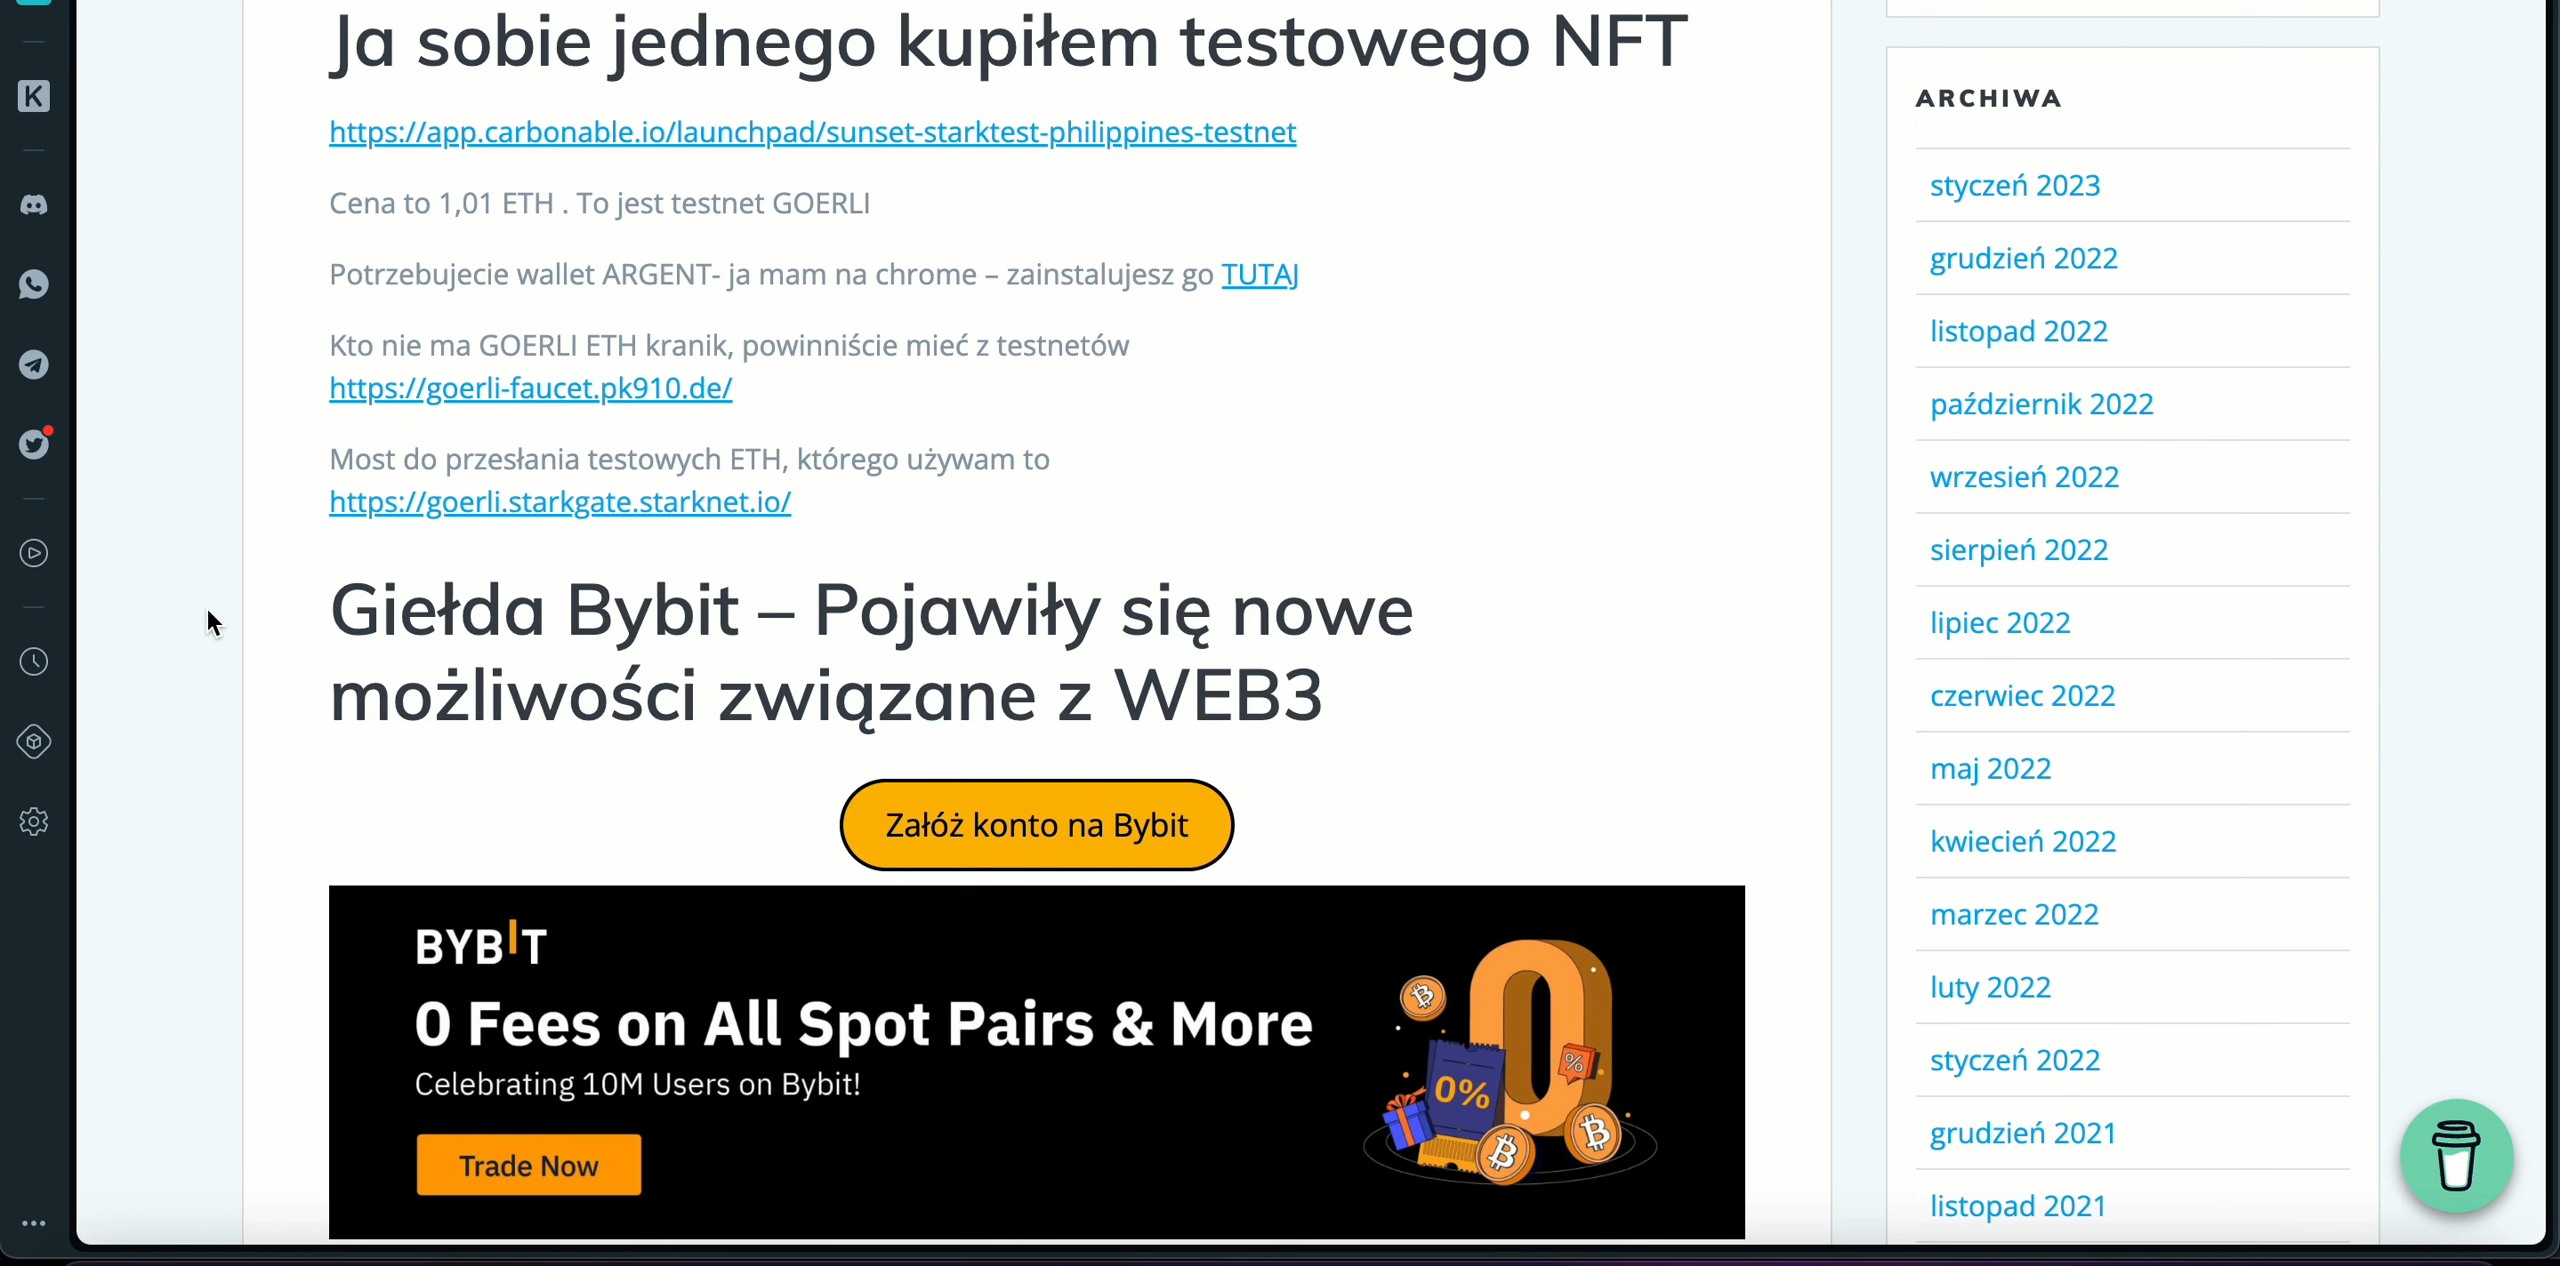 Ja sobie jednego kupiłem testowego NFT
https://app.carbonable.io/launchpad/sunset-starktest-philippines-testnet
Cena to 1,01 ETH . To jest testnet GOERLI
Potrzebujecie wallet ARGENT- ja mam na chrome – zainstalujesz go TUTAJ
Kto nie ma GOERLI ETH kranik, powinniście mieć z testnetów
https://goerli-faucet.pk910.de/
Most do przesłania testowych ETH, którego używam to
https://goerli.starkgate.starknet.io/
Giełda Bybit – Pojawiły się nowe
możliwości związane z WEB3
Załóż konto na Bybit
BYBIT
0 Fees on All Spot Pairs & More
Celebrating 10M Users on Bybit!
Trade Now
0%
%
ARCHIWA
styczeń 2023
grudzień 2022
listopad 2022
październik 2022
wrzesień 2022
sierpień 2022
lipiec 2022
czerwiec 2022
maj 2022
kwiecień 2022
marzec 2022
luty 2022
styczeń 2022
grudzień 2021
listopad 2021